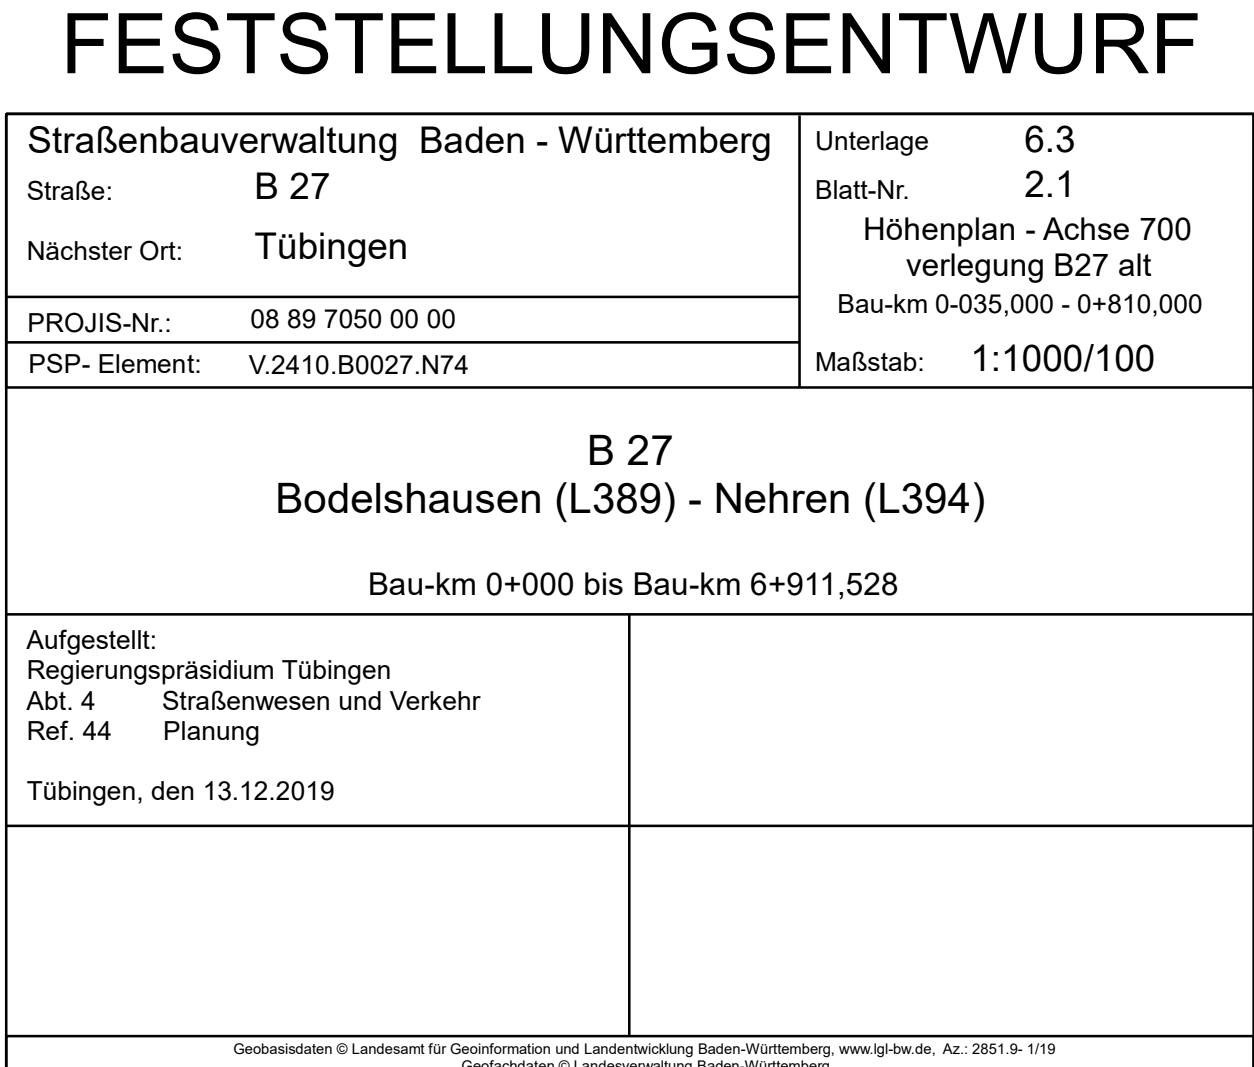 FESTSTELLUNGSENTWURF
Straßenbauverwaltung Baden - Württemberg
Straße: B 27
Nächster Ort: Tübingen
PROJIS-Nr.: 08 89 7050 00 00
PSP- Element: V.2410.B0027.N74
Unterlage 6.3
Blatt-Nr. 2.1
Höhenplan - Achse 700
verlegung B27 alt
Bau-km 0-035,000 - 0+810,000
Maßstab: 1:1000/100
B 27
Bodelshausen (L389) - Nehren (L394)
Bau-km 0+000 bis Bau-km 6+911,528
Aufgestellt:
Regierungspräsidium Tübingen
Abt. 4 Straßenwesen und Verkehr
Ref. 44 Planung
Tübingen, den 13.12.2019
Geobasisdaten © Landesamt für Geoinformation und Landentwicklung Baden-Württemberg, www.lgl-bw.de, Az.: 2851.9- 1/19
Geofachdaten © Landesverwaltung Baden-Württemberg